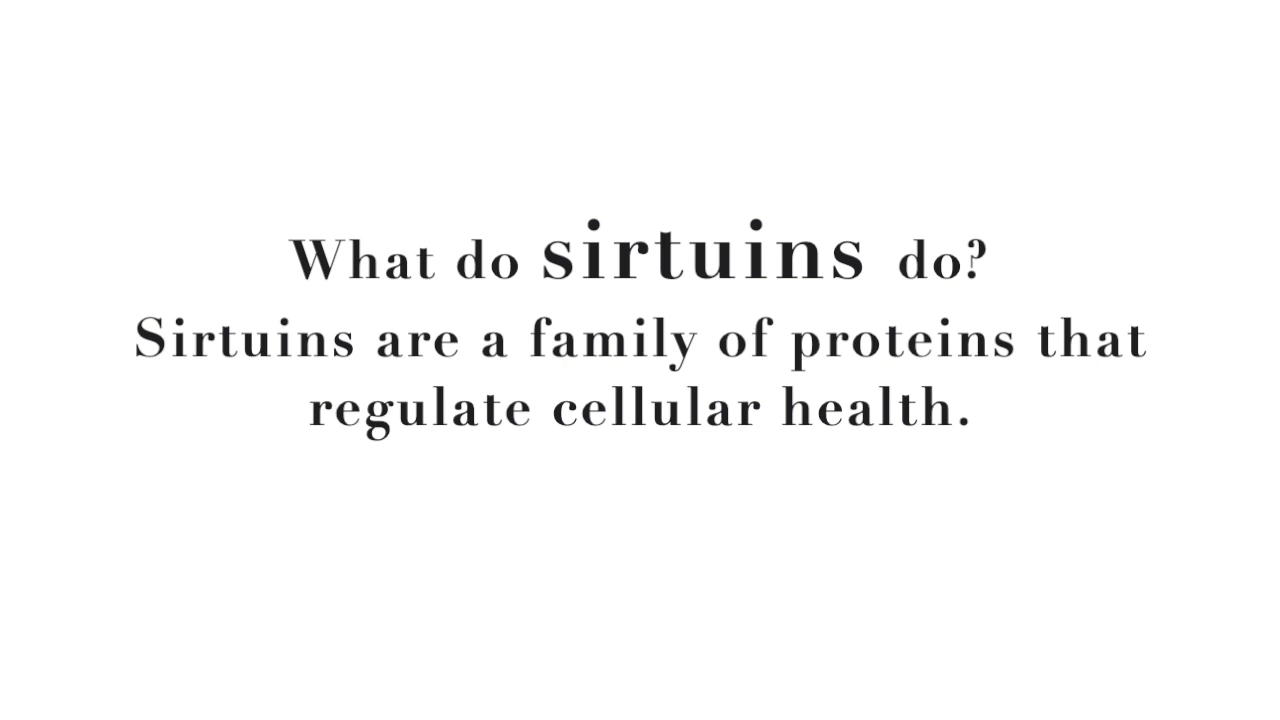 What do sirtuins do?
Sirtuins are a family of proteins that
regulate cellular health.